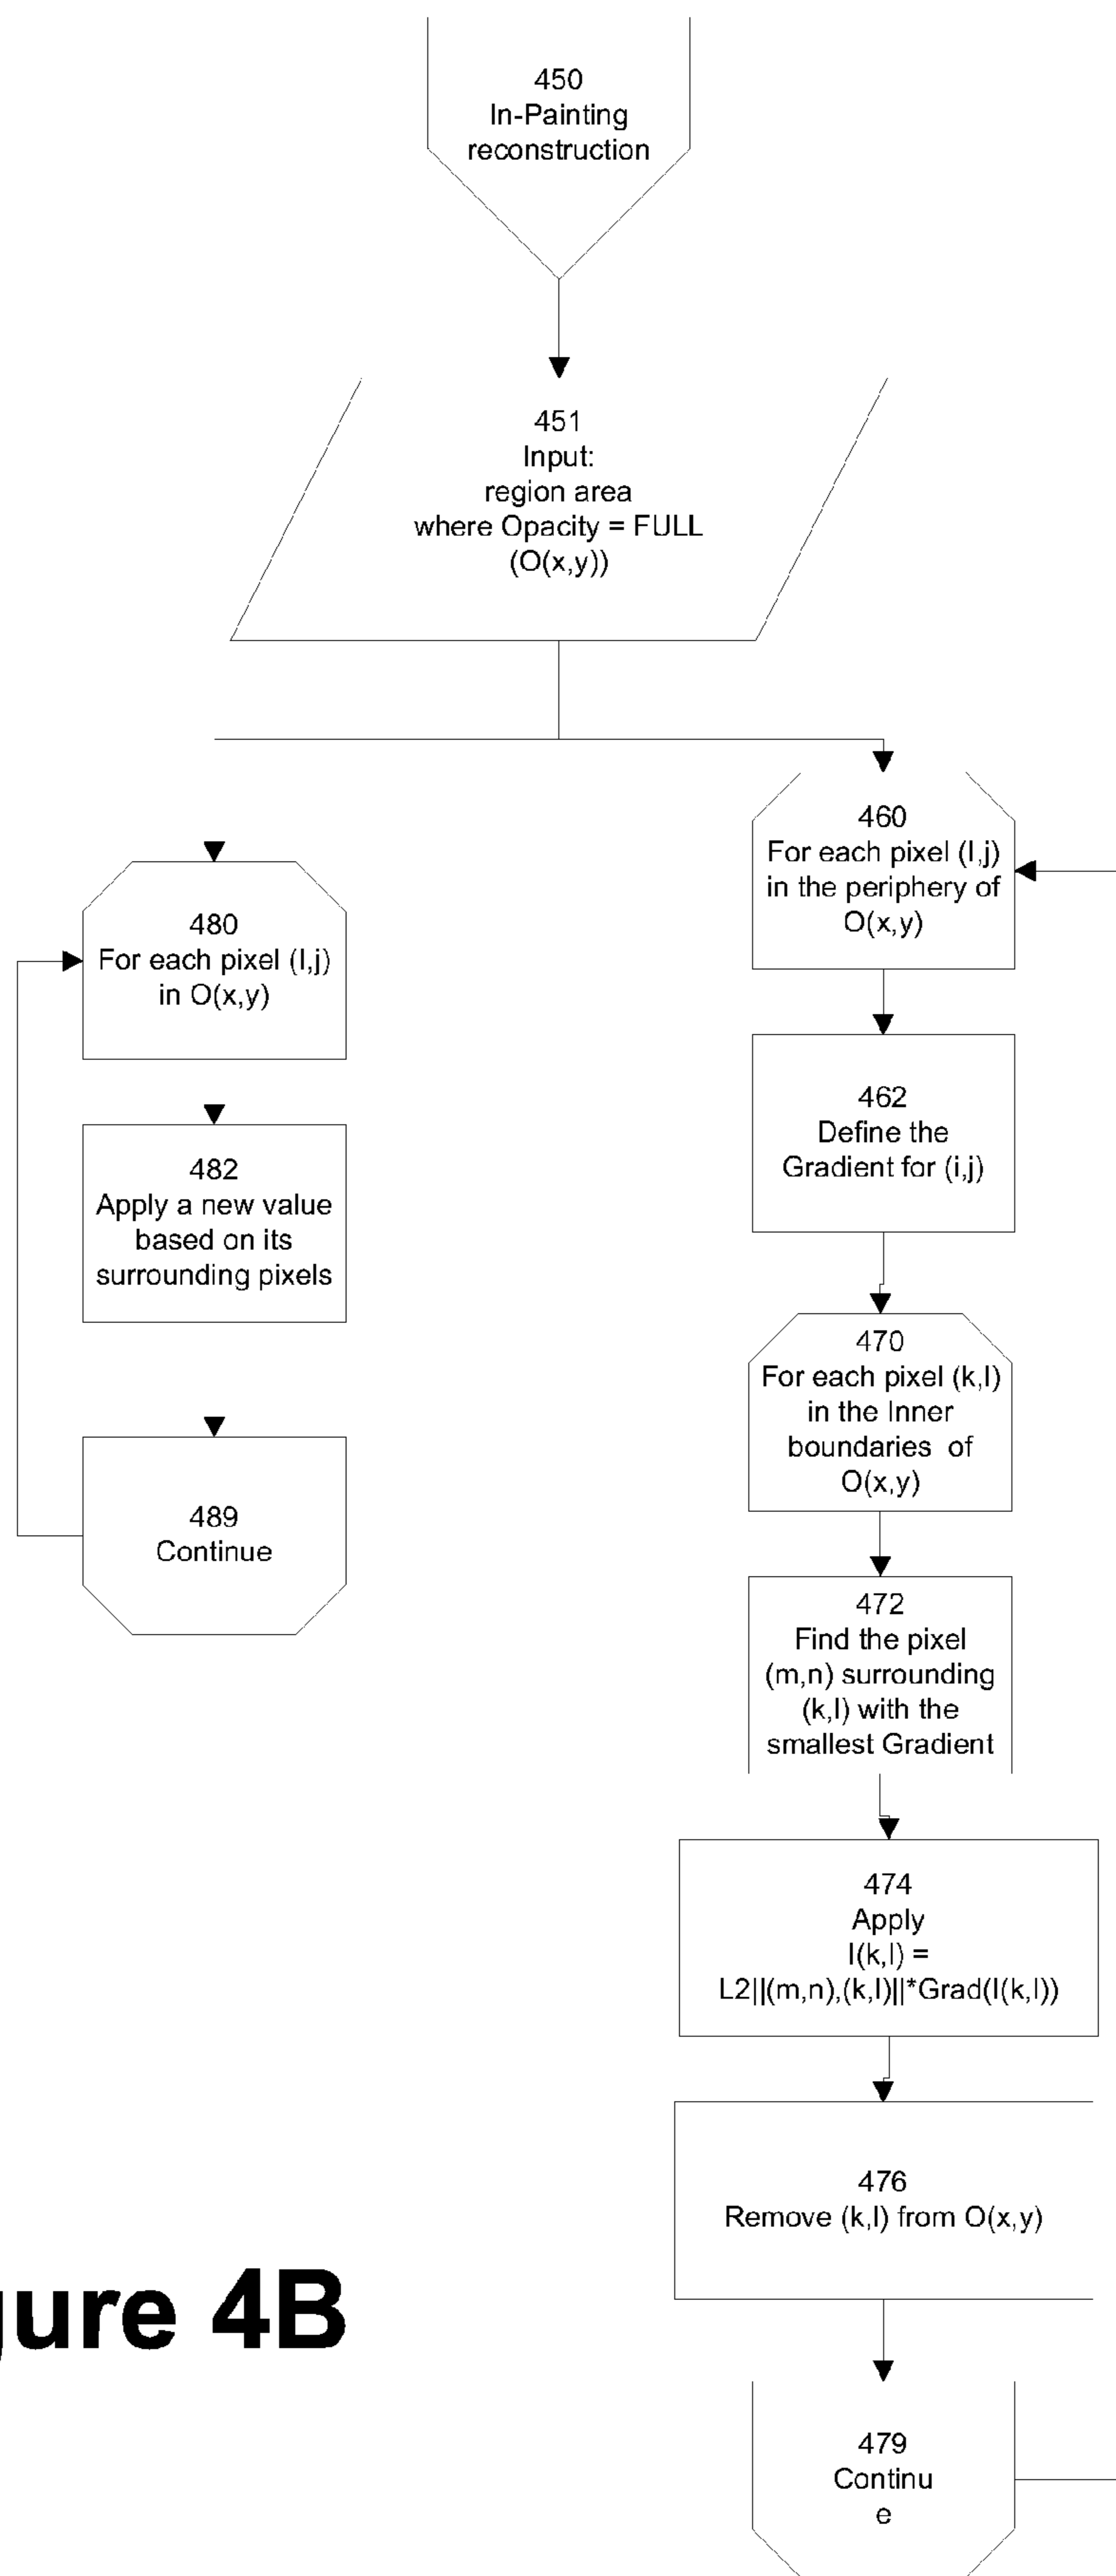 450
In-Painting
reconstruction
451
Input:
region area
where Opacity = FULL
(O(x,y))
460
For each pixel (I,j)
in the periphery of
O(x,y)
480
For each pixel (I,j)
in O(x,y)
462
Define the
Gradient for (i,j)
482
Apply a new value
based on its
surrounding pixels
470
For each pixel (k,l)
in the Inner
boundaries of
O(x,y)
489
Continue
472
Find the pixel
(m,n) surrounding
(k,l) with the
smallest Gradient
474
Apply
I(k,l) =
L2||(m,n),(k,l)||*Grad(I(k,l))
476
Remove (k,l) from O(x,y)
gure 4B
479
Continu
e